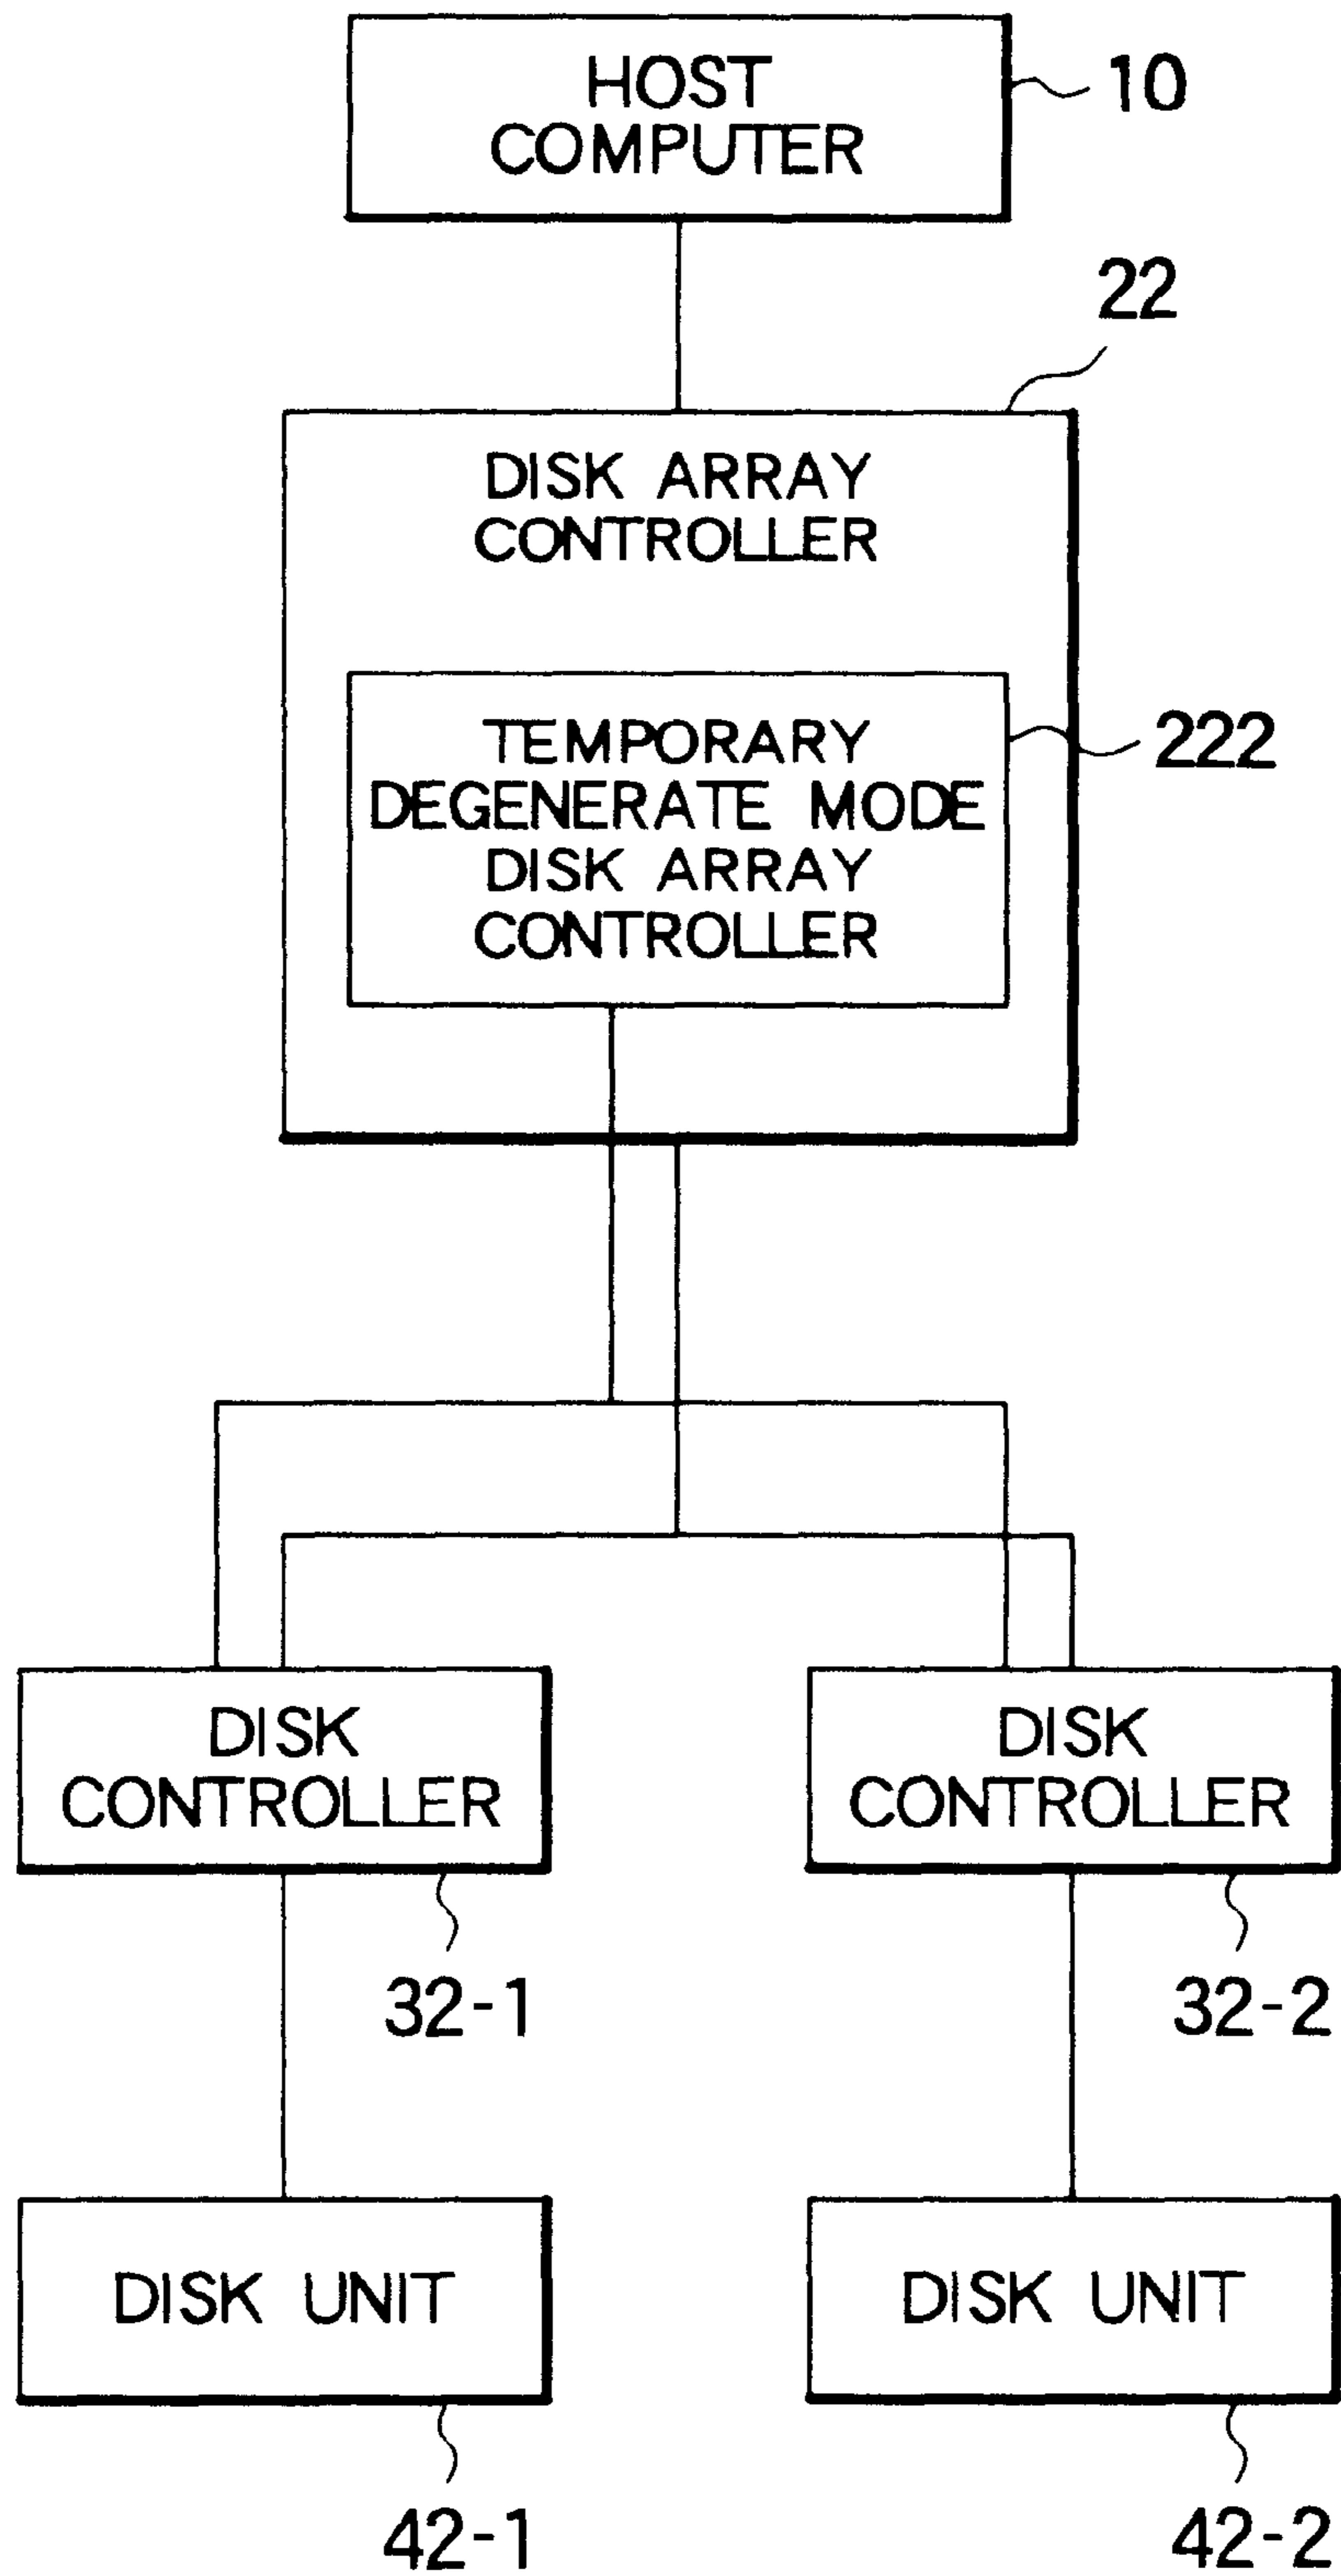 HOST
COMPUTER
10
22
DISK ARRAY
CONTROLLER
TEMPORARY
DEGENERATE MODE
DISK ARRAY
CONTROLLER
222
DISK
CONTROLLER
32-1
DISK
CONTROLLER
32-2
DISK UNIT
42-1
DISK UNIT
42-2